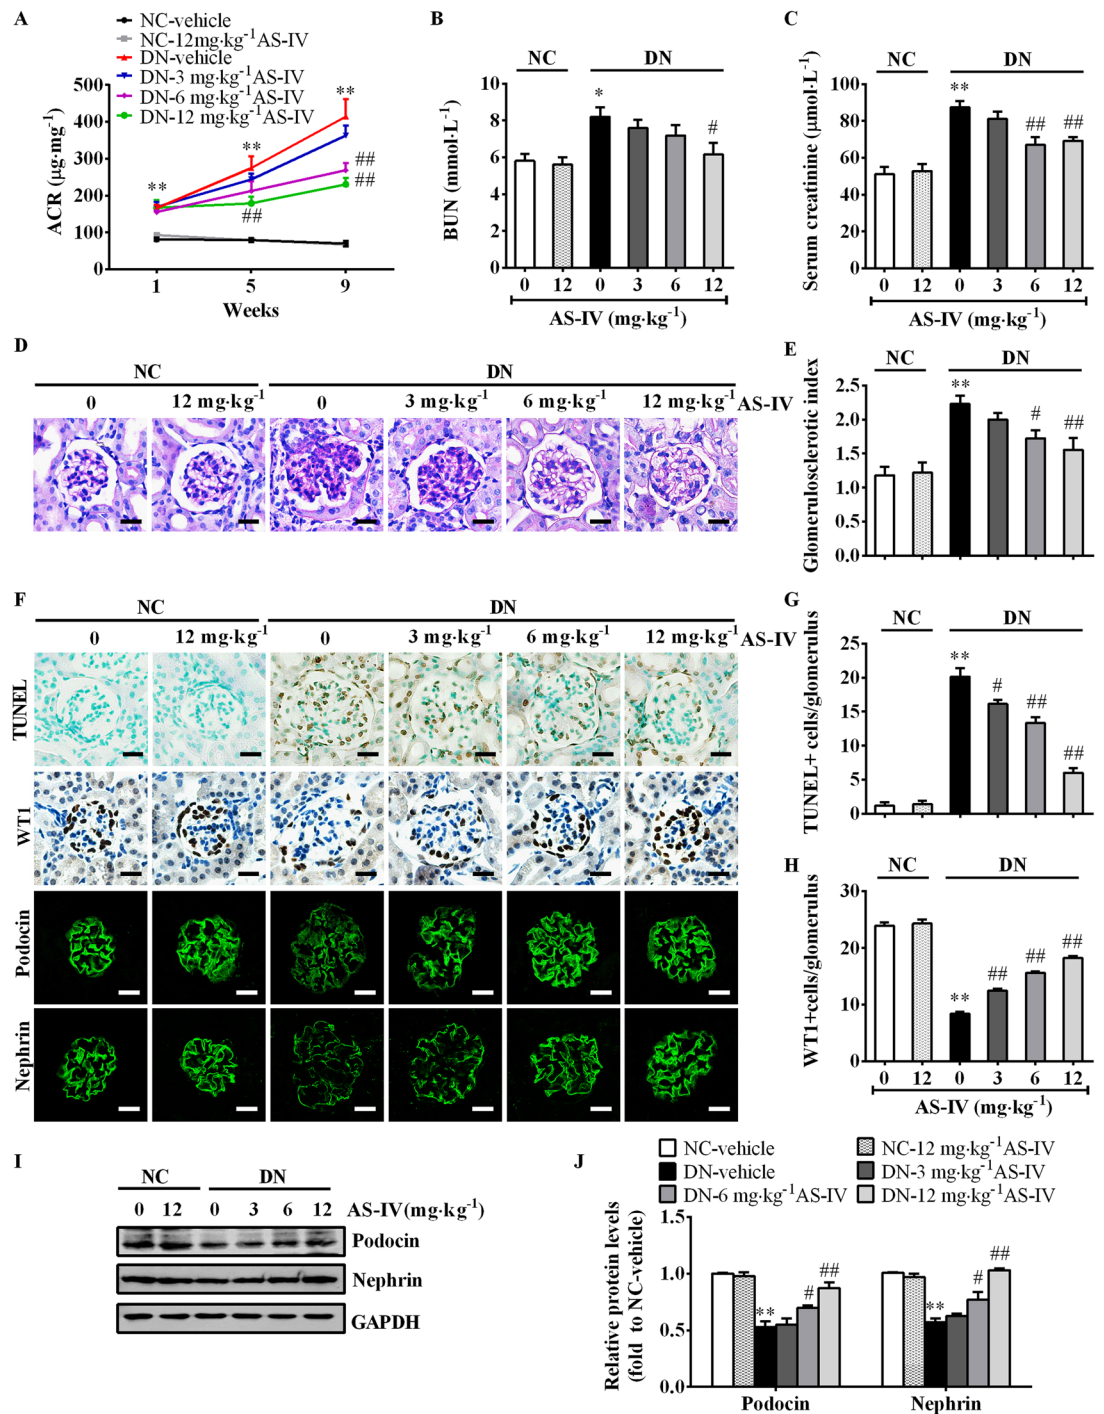 A
NC-vehicle
NC-12mg·kg⁻¹AS-IV
DN-vehicle
DN-3 mg·kg⁻¹AS-IV
DN-6 mg·kg⁻¹AS-IV
DN-12 mg·kg⁻¹AS-IV
ACR (μg·mg⁻¹)
500
400
300
200
100
0
** ** **
## ## ##
1 5 9
Weeks
B
NC DN
BUN (mmol·L⁻¹)
10
8
6
4
2
0
* #
0 12 0 3 6 12
AS-IV (mg·kg⁻¹)
C
NC DN
Serum creatinine (μmol·L⁻¹)
100
80
60
40
20
0
** ## ##
0 12 0 3 6 12
AS-IV (mg·kg⁻¹)
D
NC DN
0 12 mg·kg⁻¹ 0 3 mg·kg⁻¹ 6 mg·kg⁻¹ 12 mg·kg⁻¹ AS-IV
E
NC DN
Glomerulosclerotic index
2.5
2.0
1.5
1.0
0.5
0.0
** # ##
F
NC DN
0 12 mg·kg⁻¹ 0 3 mg·kg⁻¹ 6 mg·kg⁻¹ 12 mg·kg⁻¹ AS-IV
TUNEL
WT1
Podocin
Nephrin
G
NC DN
TUNEL+ cells/glomerulus
25
20
15
10
5
0
** # ## ##
H
NC DN
WT1+cells/glomerulus
30
20
10
0
** ## ## ##
0 12 0 3 6 12
AS-IV (mg·kg⁻¹)
I
NC DN
0 12 0 3 6 12 AS-IV(mg·kg⁻¹)
Podocin
Nephrin
GAPDH
J
NC-vehicle NC-12 mg·kg⁻¹AS-IV
DN-vehicle DN-3 mg·kg⁻¹AS-IV
DN-6 mg·kg⁻¹AS-IV DN-12 mg·kg⁻¹AS-IV
Relative protein levels
(fold to NC-vehicle)
1.5
1.0
0.5
0.0
** # ## ** # ##
Podocin Nephrin